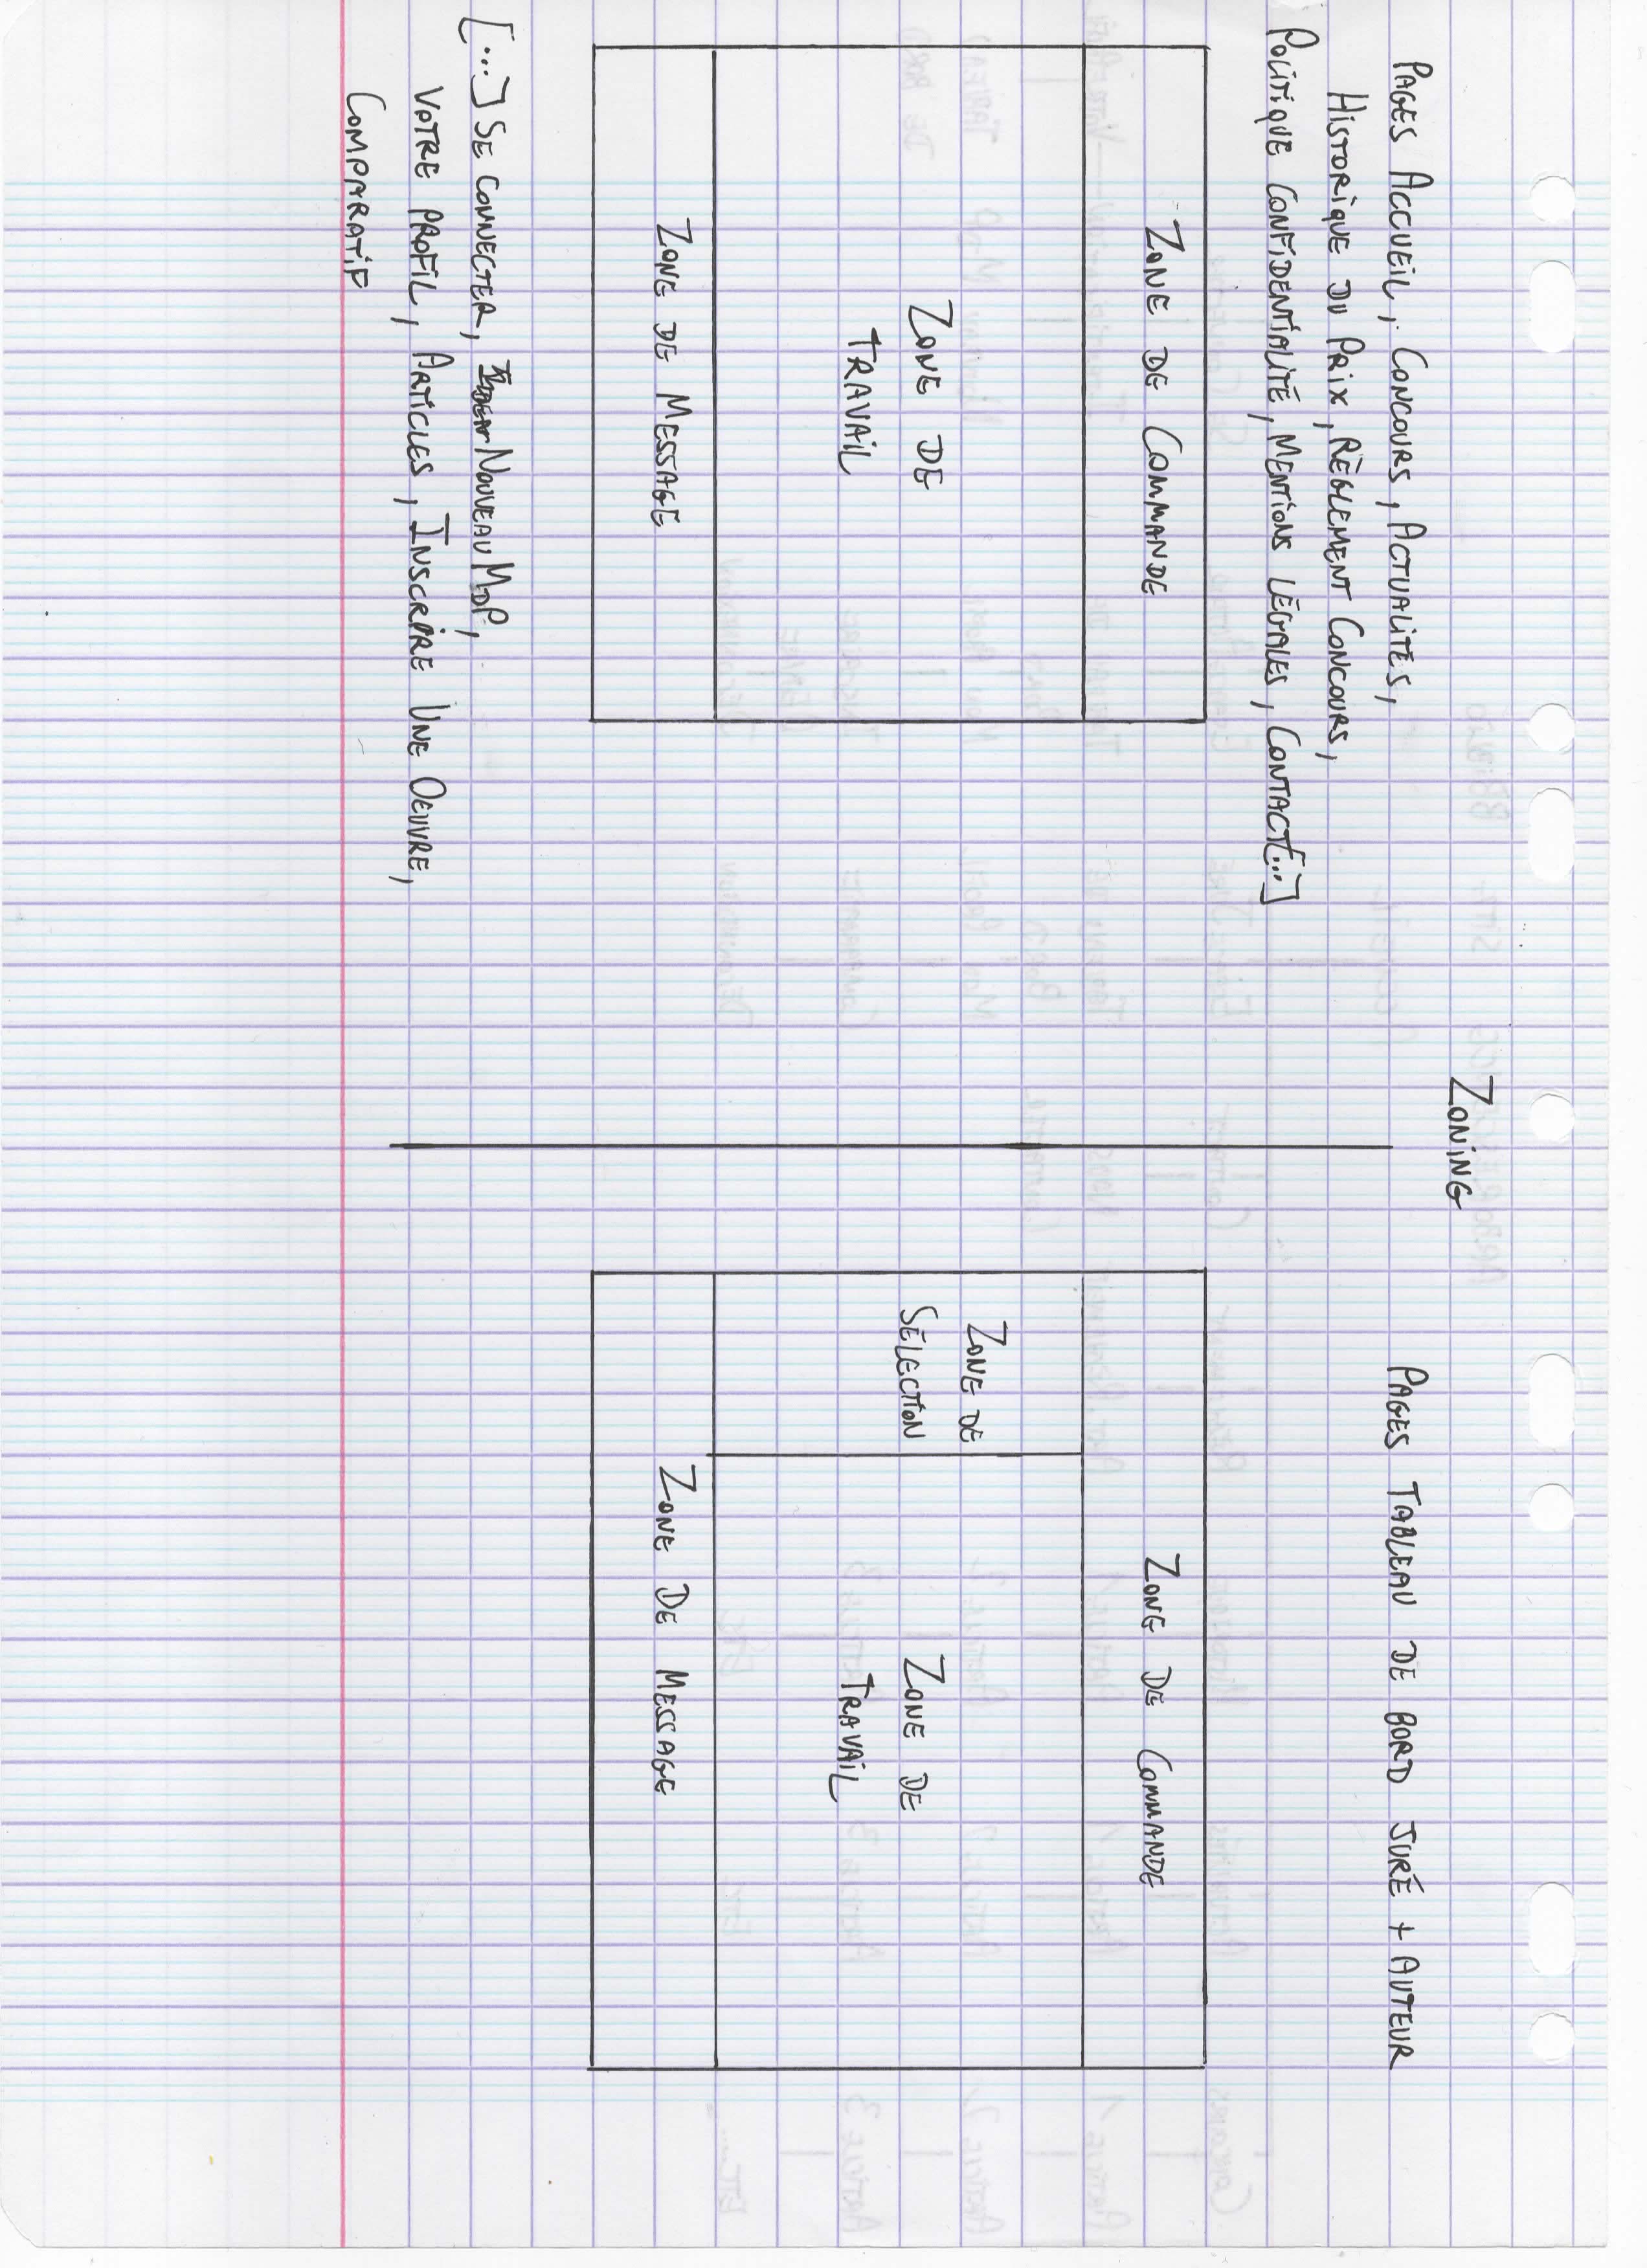 Zoning
Pages Accueil, Concours, Actualités,
Historique du Prix, Règlement Concours,
Politique confidentialité, Mentions légales, Contact[...]
Zone de Commande
Zone de
Travail
Zone de Message
[...] Se connecter, Nouveau MdP,
Votre profil, Articles, Inscrire Une Oeuvre,
Comparatif
Pages Tableau de bord Juré + Auteur
Zone de Commande
Zone de
Sélection
Zone de
Travail
Zone De Message